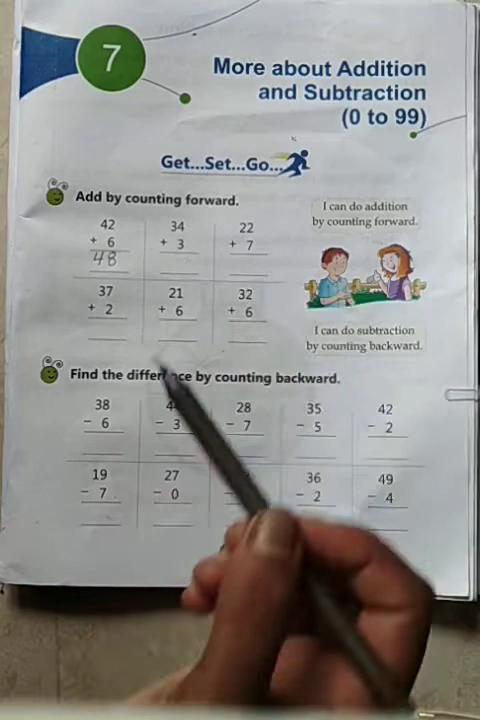 7
More about Addition
and Subtraction
(0 to 99)
Get...Set...Go...
Add by counting forward.
I can do addition
by counting forward.
42 34 22
+ 6 + 3 + 7
48
37 21 32
+ 2 + 6 + 6
I can do subtraction
by counting backward.
Find the difference by counting backward.
38 28 35 42
- 6 - 3 - 7 - 5 - 2
19 27 36 49
- 7 - 0 - 2 - 4